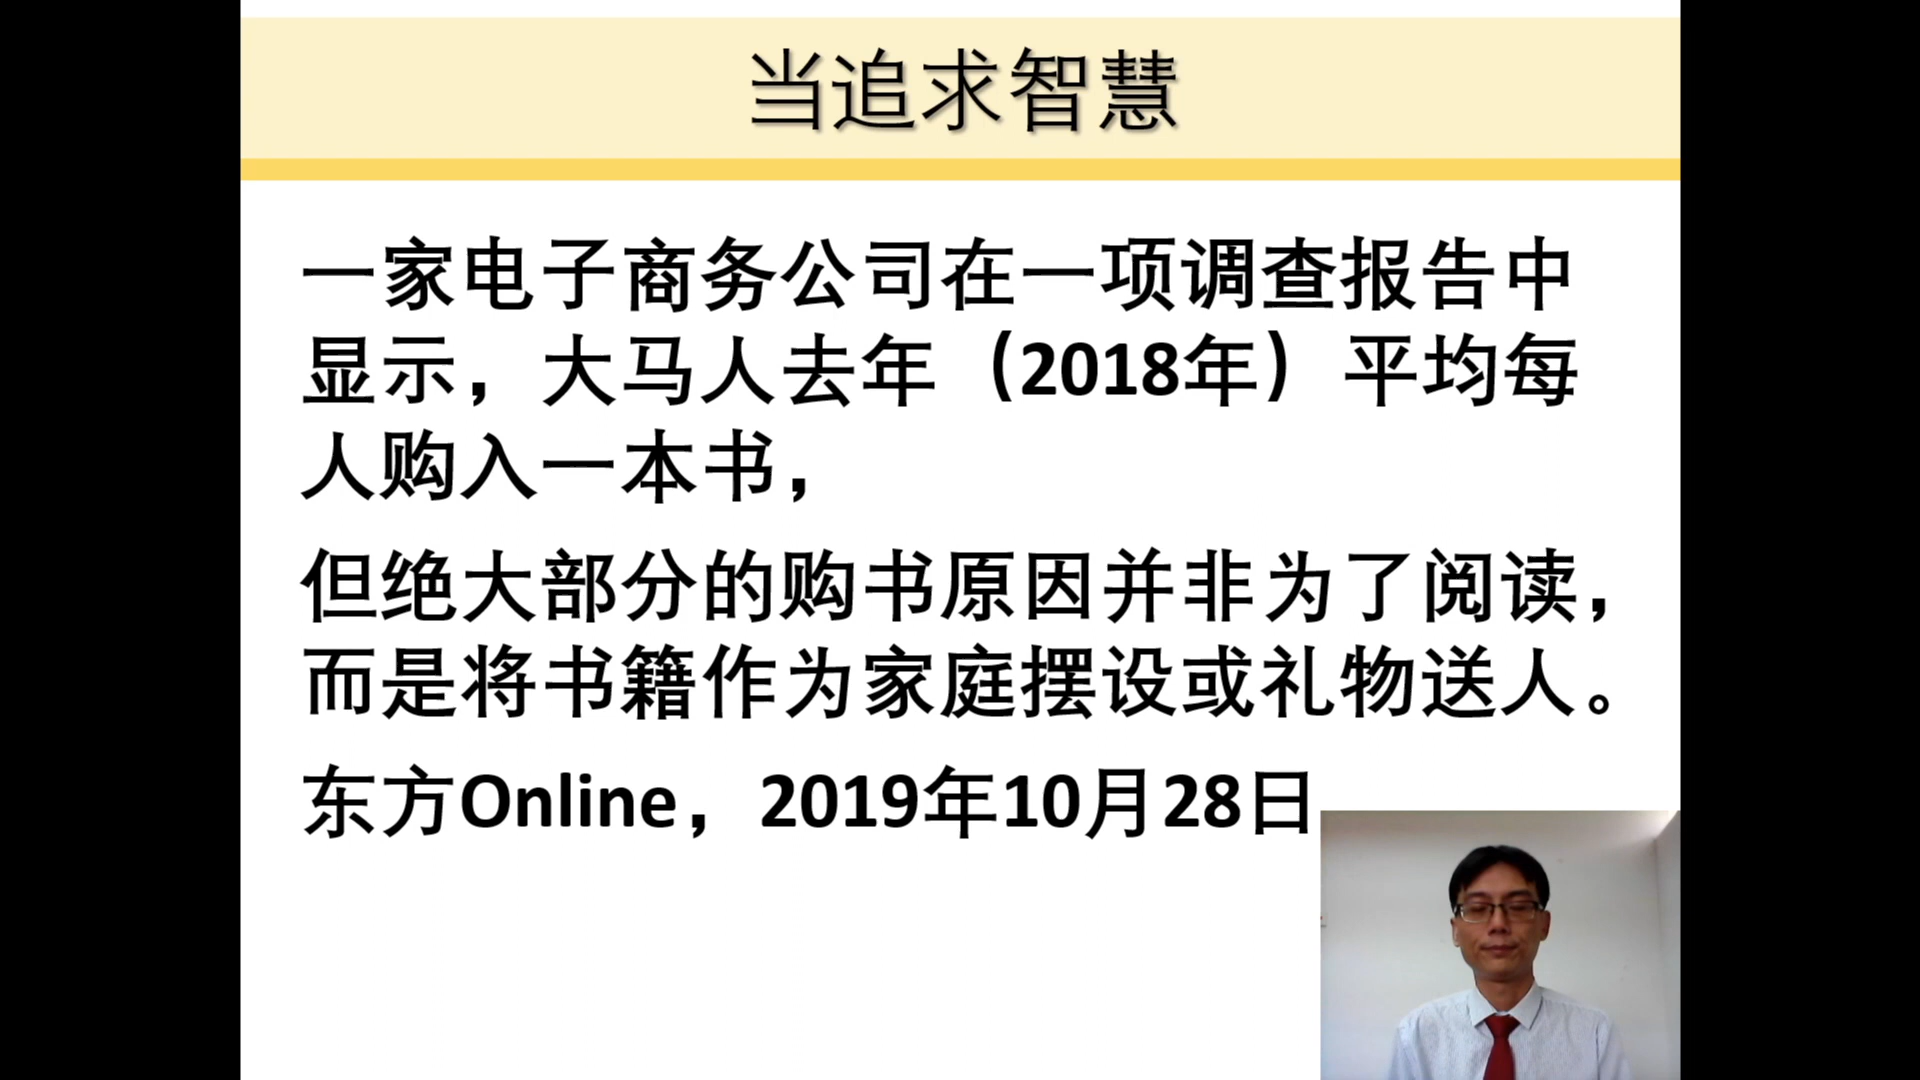 当追求智慧
一家电子商务公司在一项调查报告中
显示，大马人去年（2018年）平均每
人购入一本书，
但绝大部分的购书原因并非为了阅读，
而是将书籍作为家庭摆设或礼物送人。
东方Online，2019年10月28日